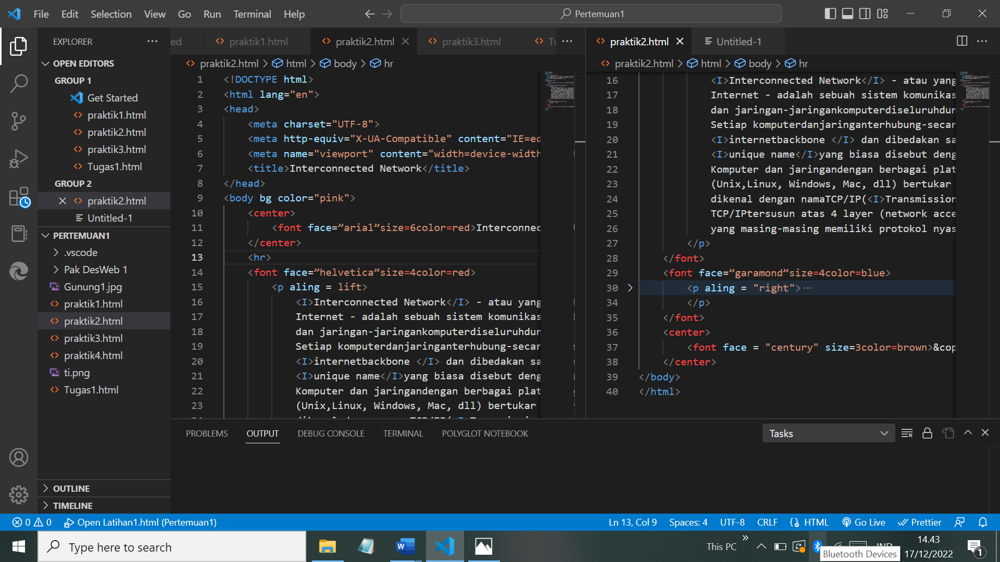 File Edit Selection View Go Run Terminal Help
Pertemuan1
EXPLORER
OPEN EDITORS
GROUP 1
Get Started
praktik1.html
praktik2.html
praktik3.html
Tugas1.html
GROUP 2
praktik2.html
Untitled-1
PERTEMUAN1
.vscode
Pak DesWeb 1
Gunung1.jpg
praktik1.html
praktik2.html
praktik3.html
praktik4.html
ti.png
Tugas1.html
OUTLINE
TIMELINE
ed praktik1.html praktik2.html praktik3.html
praktik2.html > html > body > hr
1 <!DOCTYPE html>
2 <html lang="en">
3 <head>
4 <meta charset="UTF-8">
5 <meta http-equiv="X-UA-Compatible" content="IE=ed
6 <meta name="viewport" content="width=device-width
7 <title>Interconnected Network</title>
8 </head>
9 <body bg color="pink">
10 <center>
11 <font face=”arial”size=6color=red>Interconnec
12 </center>
13 <hr>
14 <font face=”helvetica”size=4color=red>
15 <p aling = lift>
16 <I>Interconnected Network</I> - atau yang
17 Internet - adalah sebuah sistem komunikas
18 dan jaringan-jaringankomputerdiseluruhdun
19 Setiap komputerdanjaringanterhubung-secar
20 <I>internetbackbone </I> dan dibedakan sa
21 <I>unique name</I>yang biasa disebut deng
22 Komputer dan jaringandengan berbagai plat
23 (Unix,Linux, Windows, Mac, dll) bertukar
praktik2.html Untitled-1
praktik2.html > html > body > hr
16 <I>Interconnected Network</I> - atau yang
17 Internet - adalah sebuah sistem komunikas
18 dan jaringan-jaringankomputerdiseluruhdun
19 Setiap komputerdanjaringanterhubung-secar
20 <I>internetbackbone </I> dan dibedakan sa
21 <I>unique name</I>yang biasa disebut deng
22 Komputer dan jaringandengan berbagai plat
23 (Unix,Linux, Windows, Mac, dll) bertukar
24 dikenal dengan namaTCP/IP(<I>Transmission
25 TCP/IPtersusun atas 4 layer (network acce
26 yang masing-masing memiliki protokol nyas
27 </p>
28 </font>
29 <font face=”garamond”size=4color=blue>
30 <p aling = "right">···
34 </p>
35 </font>
36 <center>
37 <font face = "century" size=3color=brown>&cop
38 </center>
39 </body>
40 </html>
PROBLEMS OUTPUT DEBUG CONSOLE TERMINAL POLYGLOT NOTEBOOK
Tasks
0 0 Open Latihan1.html (Pertemuan1)
Ln 13, Col 9 Spaces: 4 UTF-8 CRLF HTML Go Live Prettier
Type here to search
This PC
14.43
17/12/2022
1
Bluetooth Devices